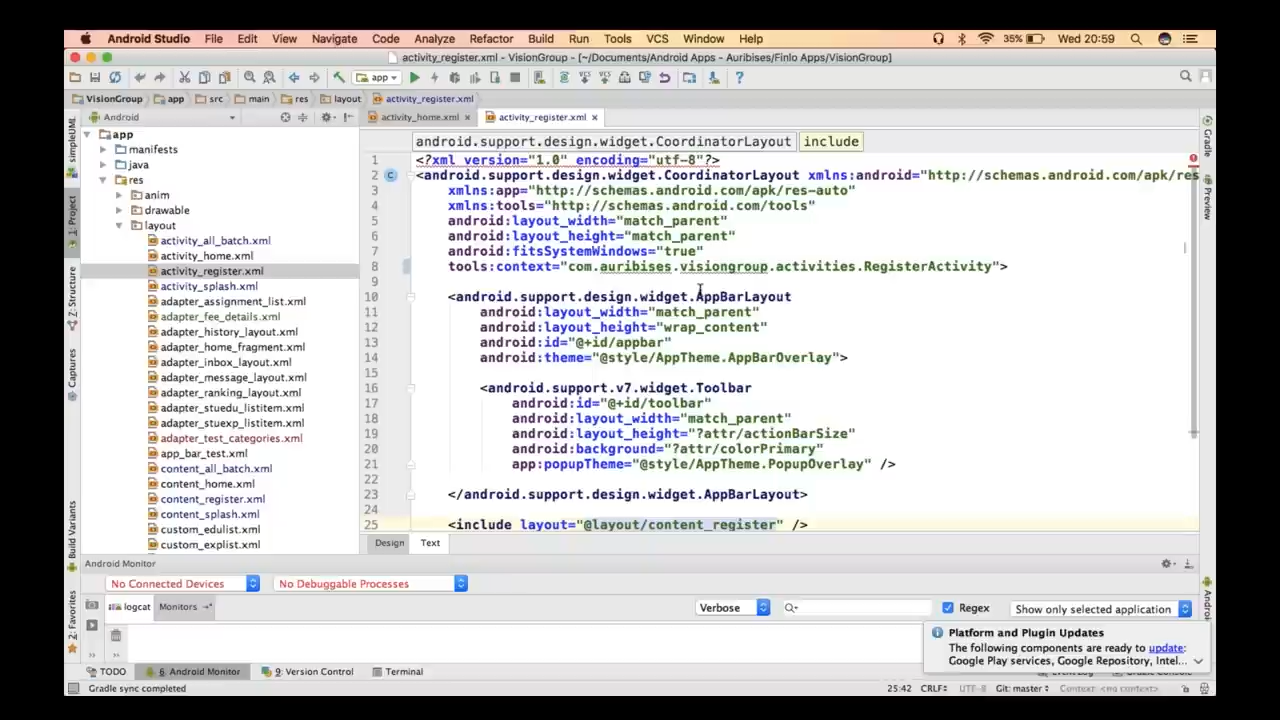 Android Studio File Edit View Navigate Code Analyze Refactor Build Run Tools VCS Window Help 35% Wed 20:59
activity_register.xml - VisionGroup - [~/Documents/Android Apps - Auribises/Finlo Apps/VisionGroup]
app
VisionGroup app src main res layout activity_register.xml
Android activity_home.xml activity_register.xml
android.support.design.widget.CoordinatorLayout include
app
manifests
java
res
anim
drawable
layout
activity_all_batch.xml
activity_home.xml
activity_register.xml
activity_splash.xml
adapter_assignment_list.xml
adapter_fee_details.xml
adapter_history_layout.xml
adapter_home_fragment.xml
adapter_inbox_layout.xml
adapter_message_layout.xml
adapter_ranking_layout.xml
adapter_stuedu_listitem.xml
adapter_stuexp_listitem.xml
adapter_test_categories.xml
app_bar_test.xml
content_all_batch.xml
content_home.xml
content_register.xml
content_splash.xml
custom_edulist.xml
custom_explist.xml
1 <?xml version="1.0" encoding="utf-8"?>
2 <android.support.design.widget.CoordinatorLayout xmlns:android="http://schemas.android.com/apk/res
3 xmlns:app="http://schemas.android.com/apk/res-auto"
4 xmlns:tools="http://schemas.android.com/tools"
5 android:layout_width="match_parent"
6 android:layout_height="match_parent"
7 android:fitsSystemWindows="true"
8 tools:context="com.auribises.visiongroup.activities.RegisterActivity">
9
10 <android.support.design.widget.AppBarLayout
11 android:layout_width="match_parent"
12 android:layout_height="wrap_content"
13 android:id="@+id/appbar"
14 android:theme="@style/AppTheme.AppBarOverlay">
15
16 <android.support.v7.widget.Toolbar
17 android:id="@+id/toolbar"
18 android:layout_width="match_parent"
19 android:layout_height="?attr/actionBarSize"
20 android:background="?attr/colorPrimary"
21 app:popupTheme="@style/AppTheme.PopupOverlay" />
22
23 </android.support.design.widget.AppBarLayout>
24
25 <include layout="@layout/content_register" />
simpleUML
1: Project
Z: Structure
Captures
Build Variants
2: Favorites
Gradle
Preview
Design Text
Android Monitor
No Connected Devices No Debuggable Processes
logcat Monitors Verbose Regex Show only selected application
Platform and Plugin Updates
The following components are ready to update:
Google Play services, Google Repository, Intel...
TODO 6: Android Monitor 9: Version Control Terminal
Gradle sync completed 25:42 CRLF UTF-8 Git: master Context: <no context>